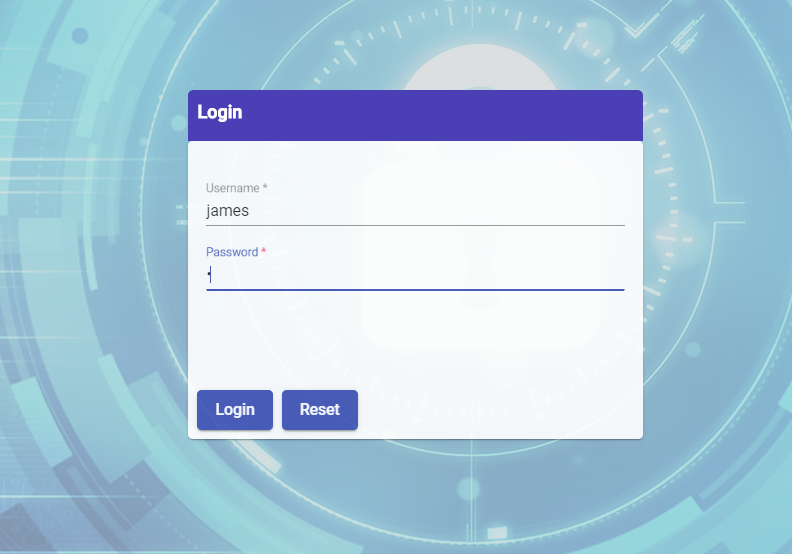 Login
Username *
james
Password *
•
Login
Reset